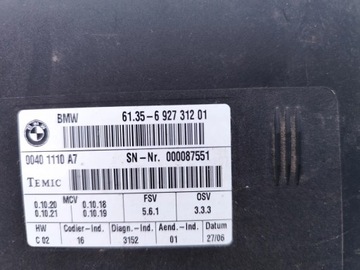 BMW 61.35-6 927 312 01
0040 1110 A7 SN-Nr. 000087551
TEMIC MCV FSV OSV
0.10.20 0.10.18
0.10.21 0.10.19 5.6.1 3.3.3
HW Codier-Ind. Diagn.-Ind. Aend.-Ind. Datum
C 02 16 3152 01 27/06